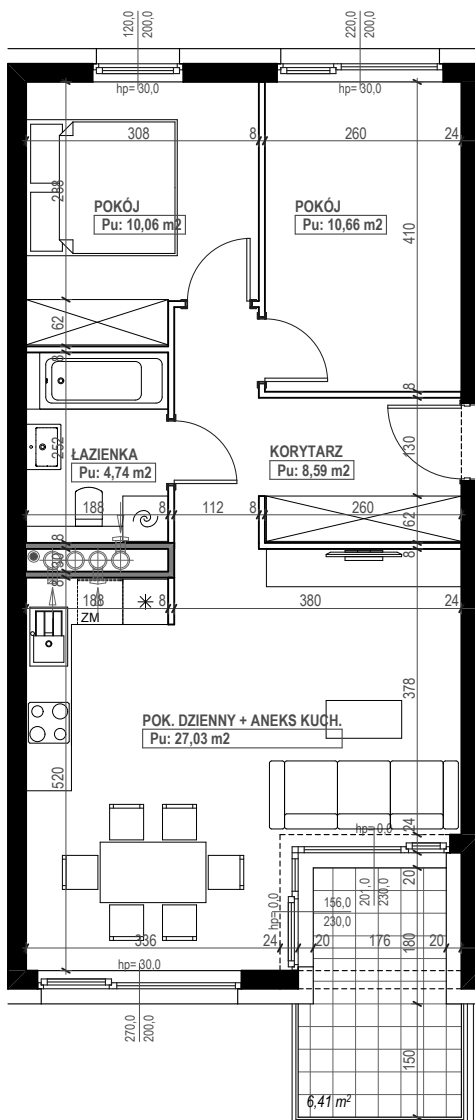 120,0
200,0
220,0
200,0
hp= 30,0
hp= 30,0
308
8
260
24
288
POKÓJ
Pu: 10,06 m2
POKÓJ
Pu: 10,66 m2
410
62
8
8
252
ŁAZIENKA
Pu: 4,74 m2
KORYTARZ
Pu: 8,59 m2
130
188
8
112
8
260
62
8
8
30
8
188
8
380
24
ZM
378
POK. DZIENNY + ANEKS KUCH.
Pu: 27,03 m2
520
hp= 0,0
24
20
201,0
230,0
hp= 0,0
156,0
230,0
336
24
20
176
20
180
hp= 30,0
270,0
200,0
150
6,41 m²